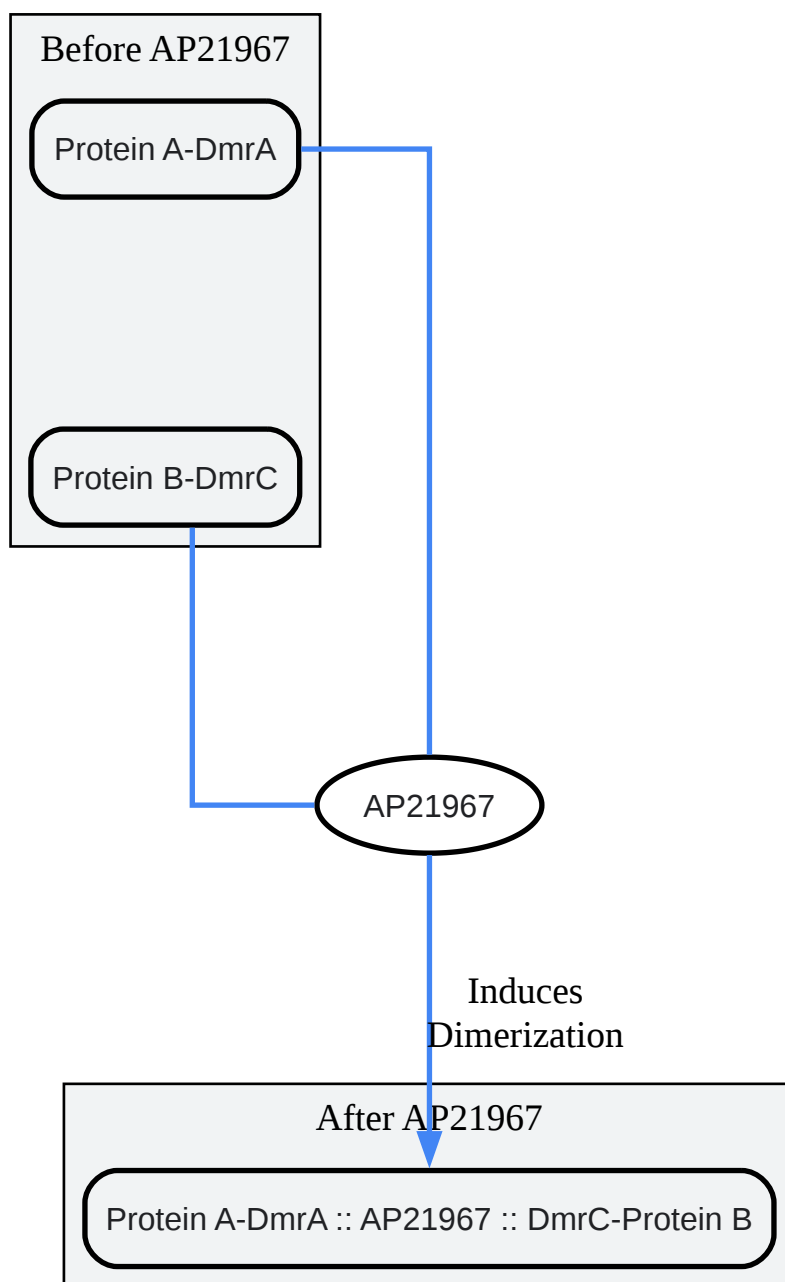 Before AP21967
Protein A-DmrA
Protein B-DmrC
AP21967
Induces
Dimerization
After AP21967
Protein A-DmrA :: AP21967 :: DmrC-Protein B